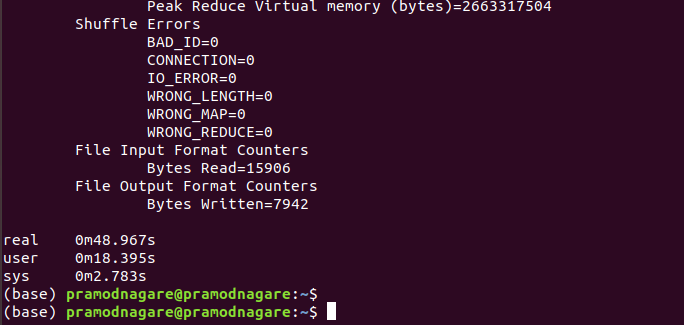 Peak Reduce Virtual memory (bytes)=2663317504
Shuffle Errors
BAD_ID=0
CONNECTION=0
IO_ERROR=0
WRONG_LENGTH=0
WRONG_MAP=0
WRONG_REDUCE=0
File Input Format Counters
Bytes Read=15906
File Output Format Counters
Bytes Written=7942
real 0m48.967s
user 0m18.395s
sys 0m2.783s
(base) pramodnagare@pramodnagare:~$
(base) pramodnagare@pramodnagare:~$